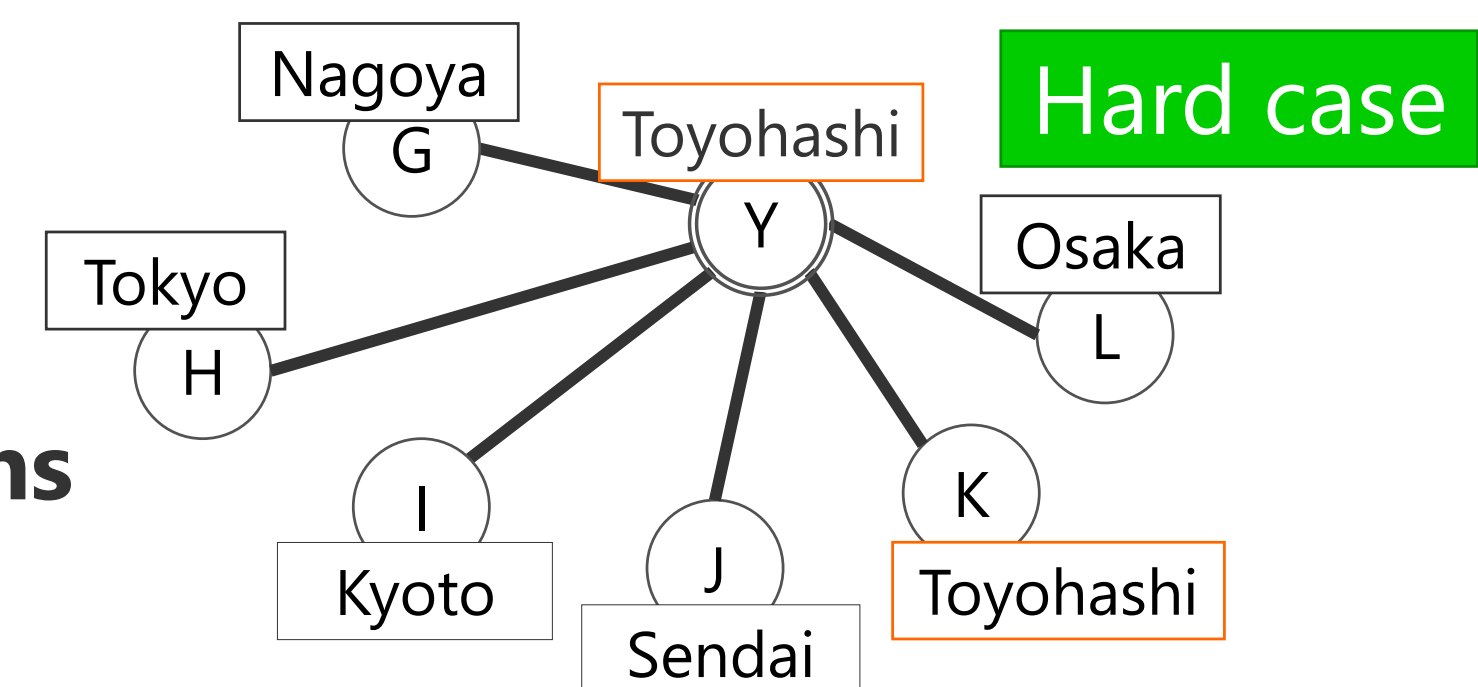 Nagoya
G
Toyohashi
Y
Hard case
Tokyo
H
Osaka
L
ns
I
Kyoto
J
Sendai
K
Toyohashi